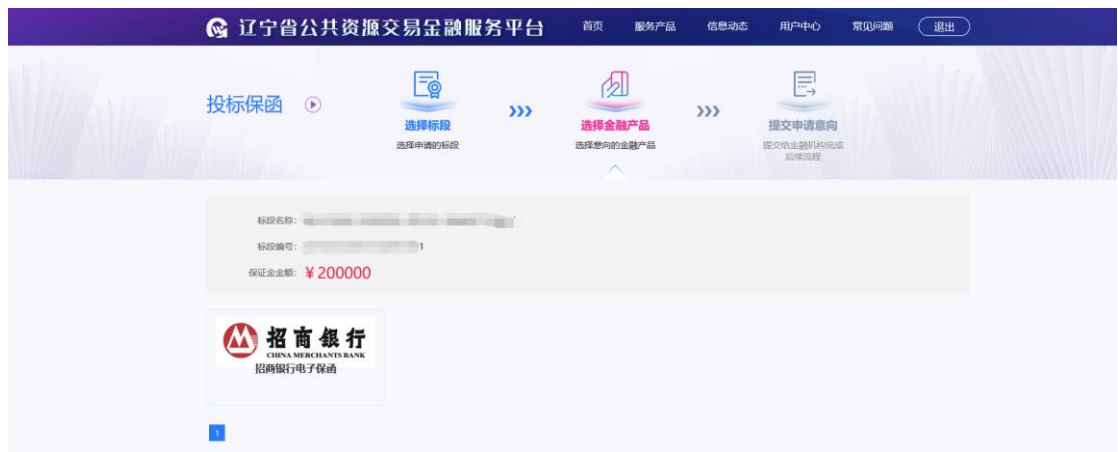 辽宁省公共资源交易金融服务平台 首页 服务产品 信息动态 用户中心 常见问题 退出
投标保函
选择标段 选择金融产品 提交申请意向
选择申请的标段 选择意向的金融产品 提交给金融机构完成
后续流程
标段名称:
标段编号: 1
保证金金额: ¥200000
招商银行
CHINA MERCHANTS BANK
招商银行电子保函
1